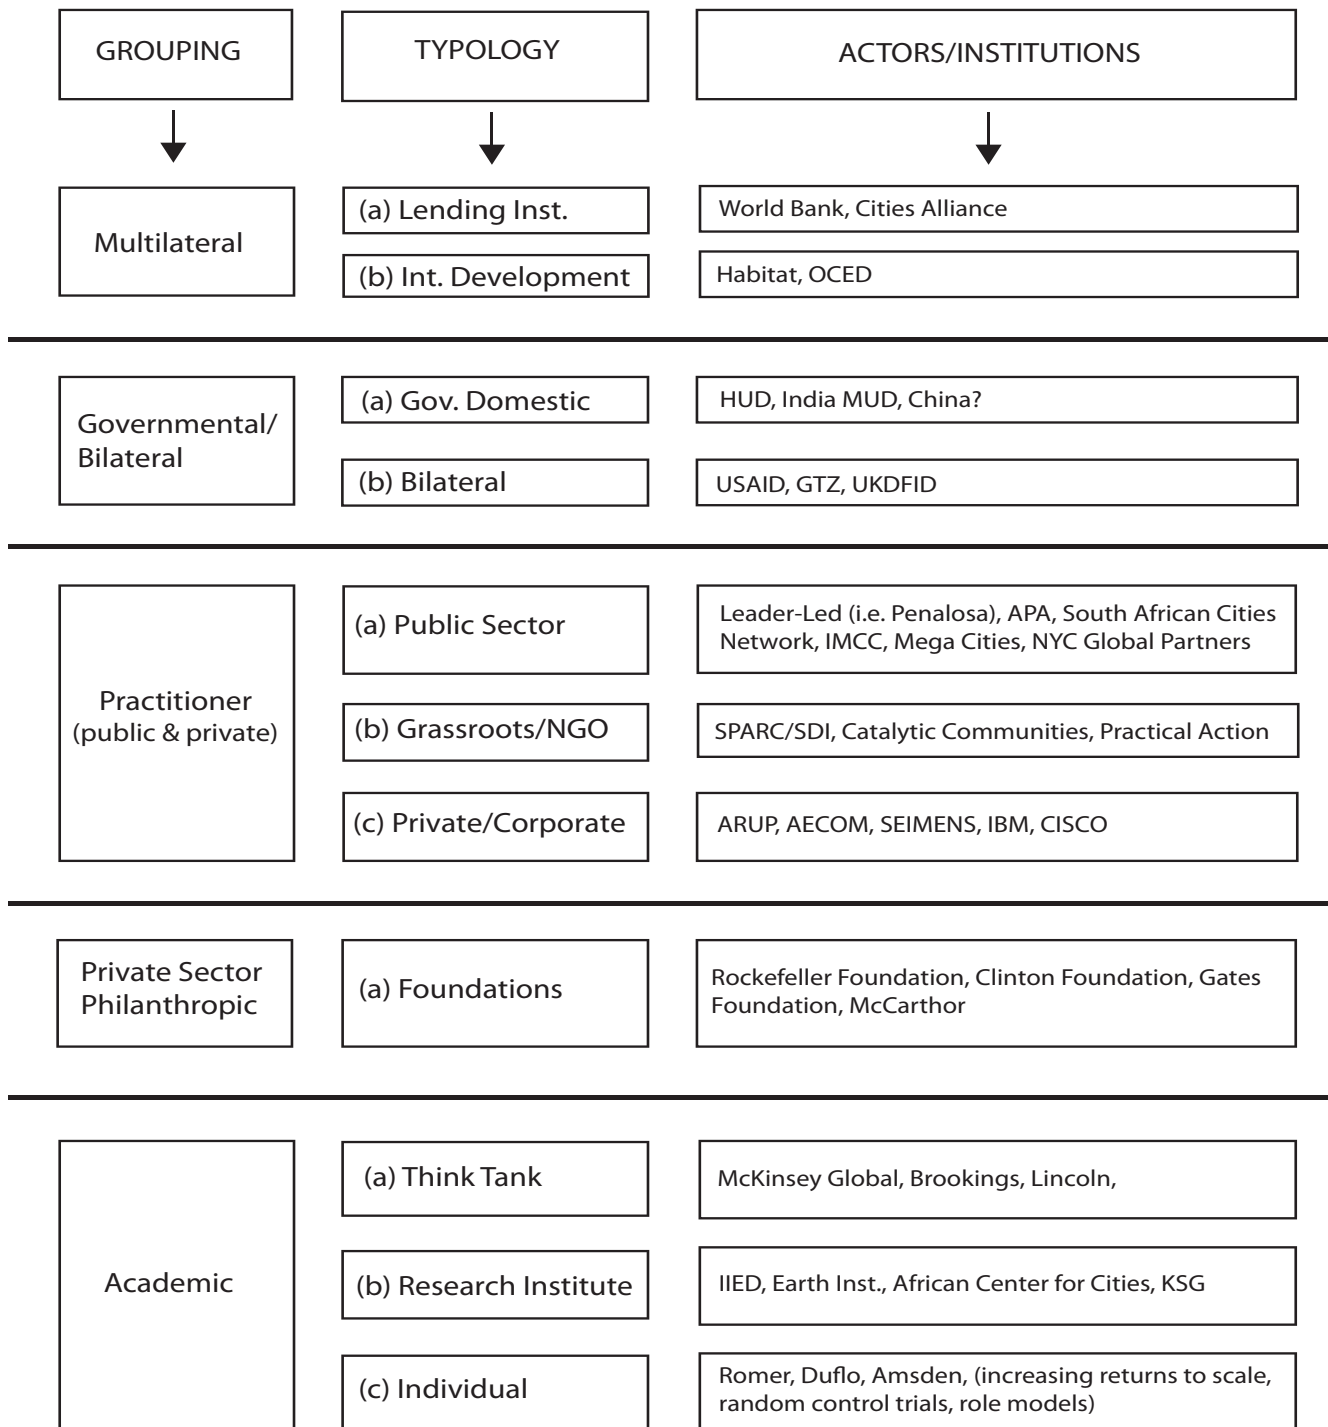 GROUPING
TYPOLOGY
ACTORS/INSTITUTIONS
Multilateral
(a) Lending Inst.
World Bank, Cities Alliance
(b) Int. Development
Habitat, OCED
Governmental/
Bilateral
(a) Gov. Domestic
HUD, India MUD, China?
(b) Bilateral
USAID, GTZ, UKDFID
Practitioner
(public & private)
(a) Public Sector
Leader-Led (i.e. Penalosa), APA, South African Cities
Network, IMCC, Mega Cities, NYC Global Partners
(b) Grassroots/NGO
SPARC/SDI, Catalytic Communities, Practical Action
(c) Private/Corporate
ARUP, AECOM, SEIMENS, IBM, CISCO
Private Sector
Philanthropic
(a) Foundations
Rockefeller Foundation, Clinton Foundation, Gates
Foundation, McCarthor
Academic
(a) Think Tank
McKinsey Global, Brookings, Lincoln,
(b) Research Institute
IIED, Earth Inst., African Center for Cities, KSG
(c) Individual
Romer, Duflo, Amsden, (increasing returns to scale,
random control trials, role models)